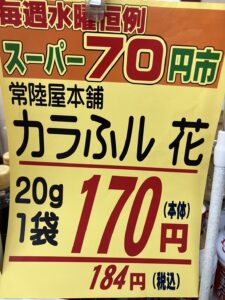 毎週水曜恒例
スーパー70円市
常陸屋本舗
カラふル 花
20g
1袋 170円(本体)
184円(税込)